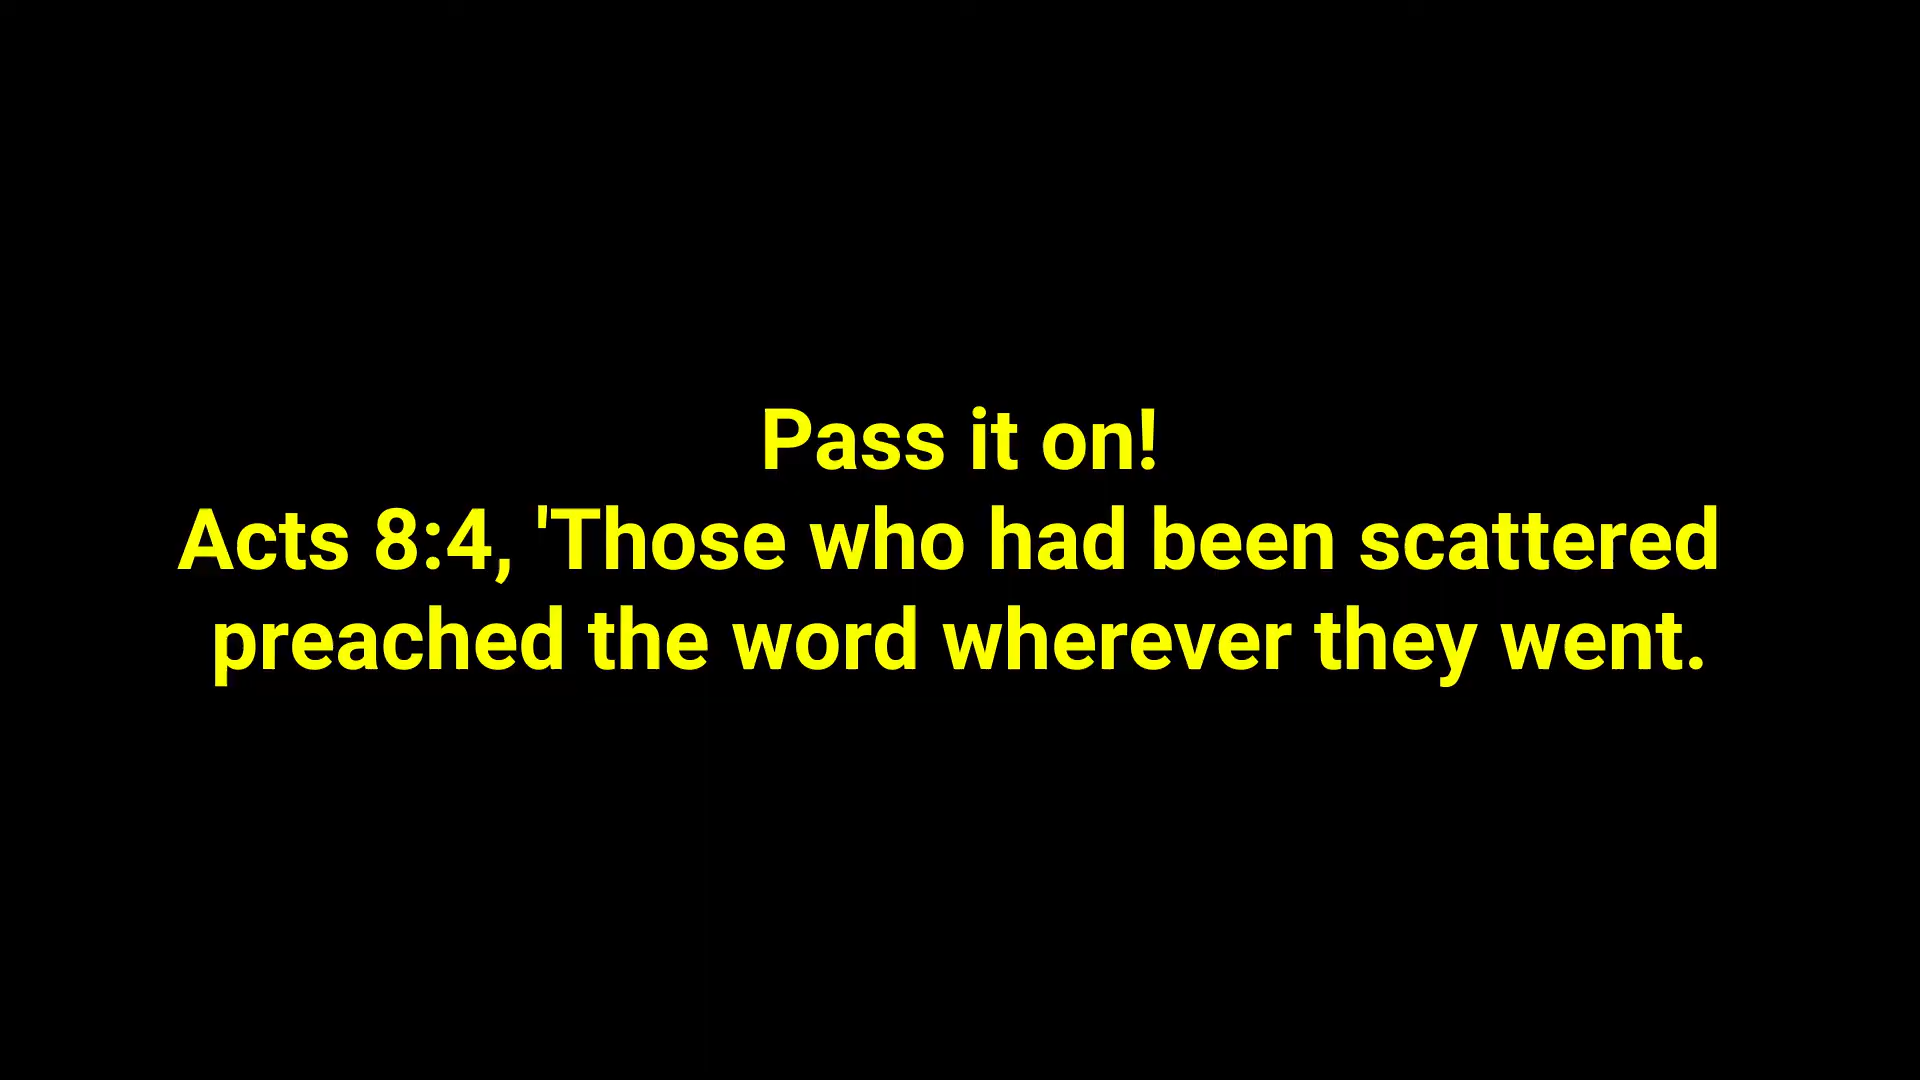 Pass it on!
Acts 8:4, 'Those who had been scattered
preached the word wherever they went.